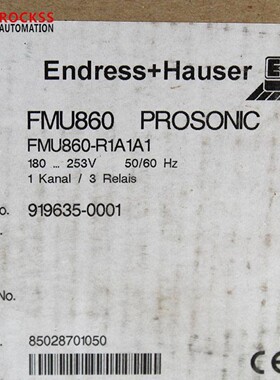 ROCKSS
AUTOMATION
Endress+Hauser
FMU860 PROSONIC
FMU860-R1A1A1
180 ... 253V 50/60 Hz
1 Kanal / 3 Relais
o. 919635-0001
No.
85028701050